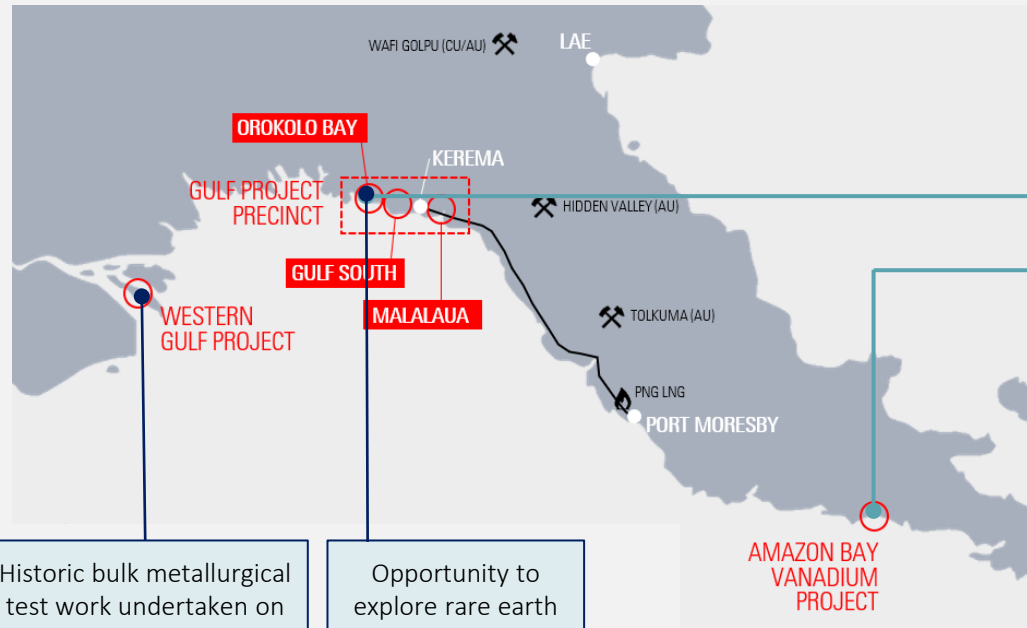 WAFI GOLPU (CU/AU)
LAE
OROKOLO BAY
KEREMA
GULF PROJECT
PRECINCT
HIDDEN VALLEY (AU)
GULF SOUTH
MALALAUA
WESTERN
GULF PROJECT
TOLKUMA (AU)
PNG LNG
PORT MORESBY
AMAZON BAY
VANADIUM
PROJECT
Historic bulk metallurgical
test work undertaken on
Opportunity to
explore rare earth